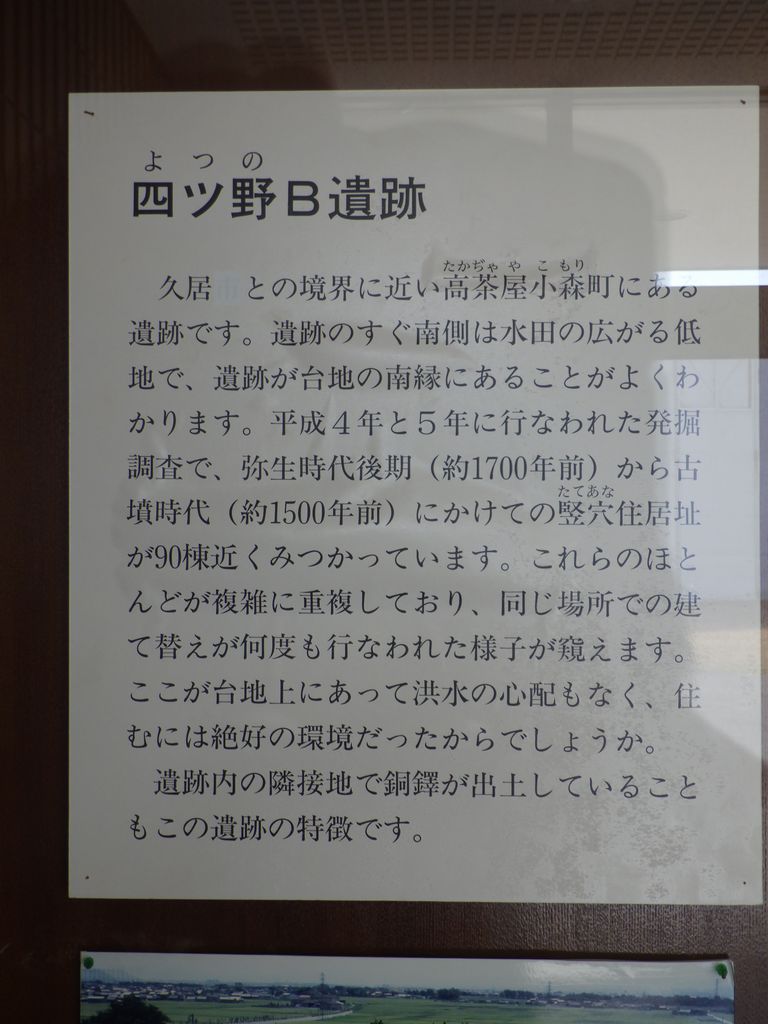 よつの
四ツ野B遺跡
久居市との境界に近い高茶屋小森町にある
たかぢゃや こもり
遺跡です。遺跡のすぐ南側は水田の広がる低
地で、遺跡が台地の南縁にあることがよくわ
かります。平成4年と5年に行なわれた発掘
調査で、弥生時代後期（約1700年前）から古
墳時代（約1500年前）にかけての竪穴住居址
たてあな
が90棟近くみつかっています。これらのほと
んどが複雑に重複しており、同じ場所での建
て替えが何度も行なわれた様子が窺えます。
ここが台地上にあって洪水の心配もなく、住
むには絶好の環境だったからでしょうか。
遺跡内の隣接地で銅鐸が出土していること
もこの遺跡の特徴です。